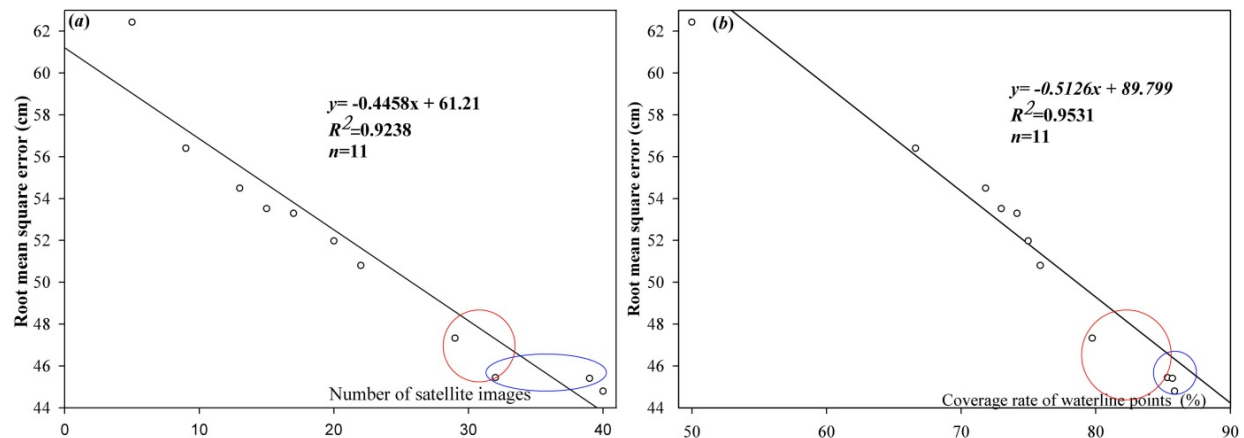 (a)
Root mean square error (cm)
62
60
58
56
54
52
50
48
46
44
y= -0.4458x + 61.21
R²=0.9238
n=11
Number of satellite images
0
10
20
30
40
(b)
Root mean square error (cm)
62
60
58
56
54
52
50
48
46
44
y= -0.5126x + 89.799
R²=0.9531
n=11
Coverage rate of waterline points (%)
50
60
70
80
90